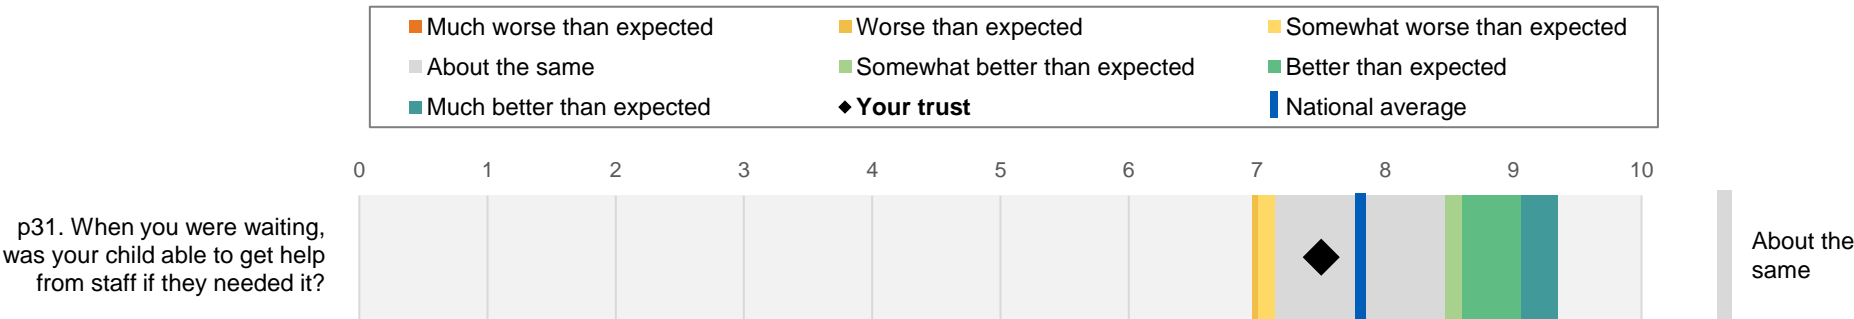 Much worse than expected
Worse than expected
Somewhat worse than expected
About the same
Somewhat better than expected
Better than expected
Much better than expected
Your trust
National average
0 1 2 3 4 5 6 7 8 9 10
p31. When you were waiting,
was your child able to get help
from staff if they needed it?
About the
same